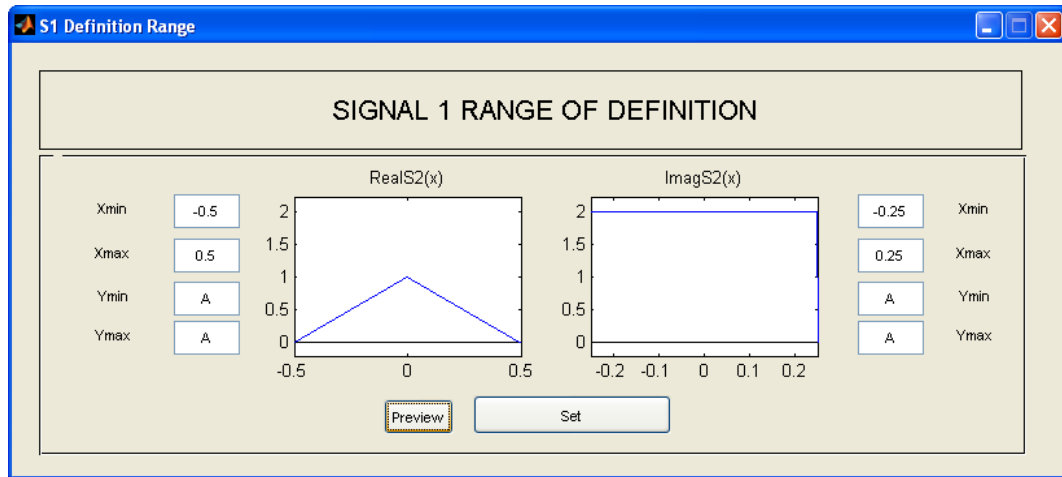 S1 Definition Range
SIGNAL 1 RANGE OF DEFINITION
RealS2(x)
ImagS2(x)
Xmin
-0.5
Xmax
0.5
Ymin
A
Ymax
A
2
1.5
1
0.5
0
-0.5
0
0.5
2
1.5
1
0.5
0
-0.2
-0.1
0
0.1
0.2
-0.25
Xmin
0.25
Xmax
A
Ymin
A
Ymax
Preview
Set